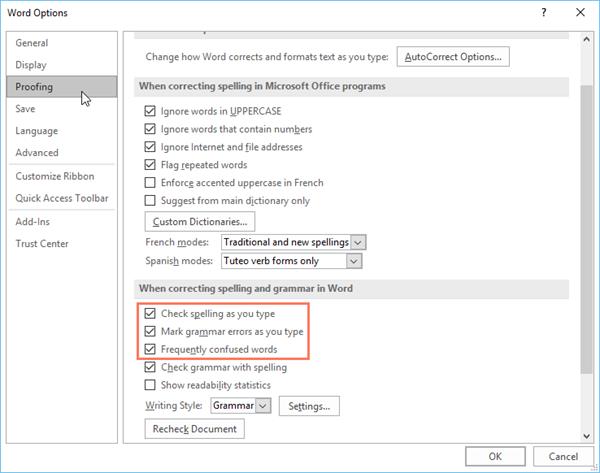 Word Options
?
General
Display
Proofing
Save
Language
Advanced
Customize Ribbon
Quick Access Toolbar
Add-Ins
Trust Center
Change how Word corrects and formats text as you type: AutoCorrect Options...
When correcting spelling in Microsoft Office programs
Ignore words in UPPERCASE
Ignore words that contain numbers
Ignore Internet and file addresses
Flag repeated words
Enforce accented uppercase in French
Suggest from main dictionary only
Custom Dictionaries...
French modes: Traditional and new spellings
Spanish modes: Tuteo verb forms only
When correcting spelling and grammar in Word
Check spelling as you type
Mark grammar errors as you type
Frequently confused words
Check grammar with spelling
Show readability statistics
Writing Style: Grammar Settings...
Recheck Document
OK Cancel